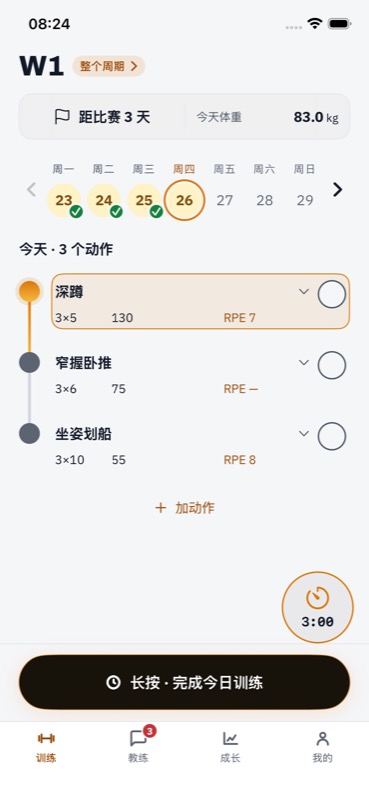 08:24
W1 整个周期
距比赛 3 天 今天体重 83.0 kg
周一 周二 周三 周四 周五 周六 周日
23 24 25 26 27 28 29
今天 · 3 个动作
深蹲
3×5 130 RPE 7
窄握卧推
3×6 75 RPE —
坐姿划船
3×10 55 RPE 8
+ 加动作
3:00
长按 · 完成今日训练
3
训练 教练 成长 我的